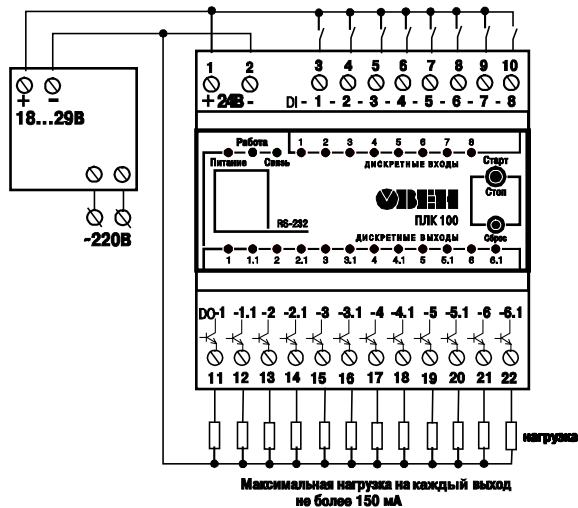 1 2 3 4 5 6 7 8 9 10
+ 24В - DI - 1 - 2 - 3 - 4 - 5 - 6 - 7 - 8
+ -
18...29В
~220В
Работа
Питание Связь
1 2 3 4 5 6 7 8
ДИСКРЕТНЫЕ ВХОДЫ
Старт
Стоп
ОВЕН
ПЛК 100
RS-232
Сброс
ДИСКРЕТНЫЕ ВЫХОДЫ
1 1.1 2 2.1 3 3.1 4 4.1 5 5.1 6 6.1
DO-1 -1.1 -2 -2.1 -3 -3.1 -4 -4.1 -5 -5.1 -6 -6.1
11 12 13 14 15 16 17 18 19 20 21 22
нагрузка
Максимальная нагрузка на каждый выход
не более 150 мА